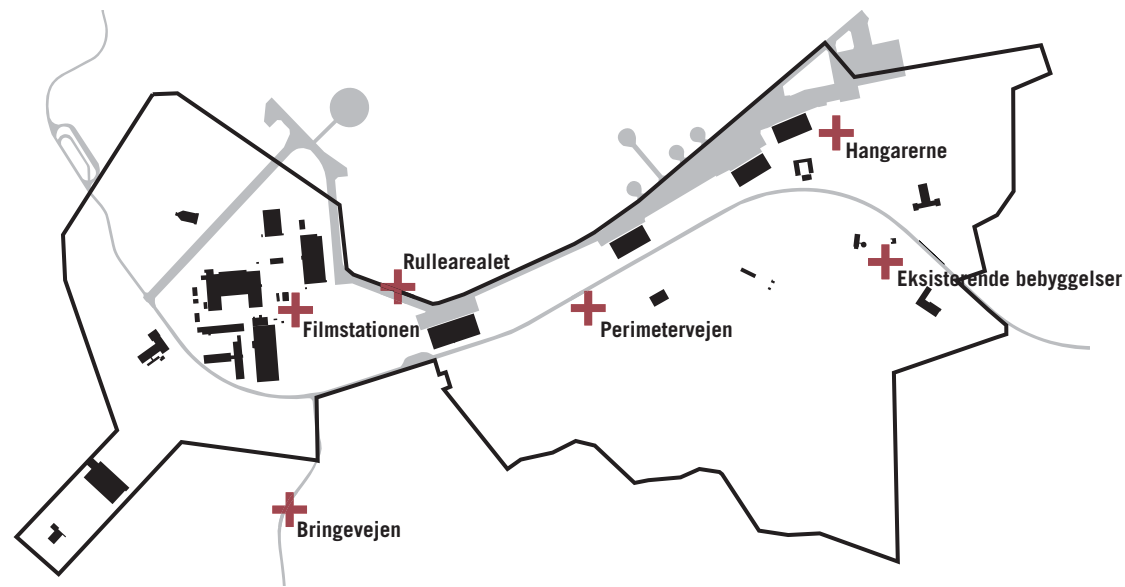 Hangarerne
Rullearealet
Eksisterende bebyggelser
Filmstationen
Perimetervejen
Bringevejen